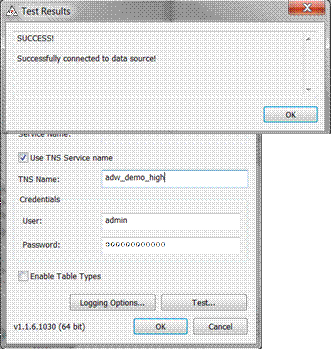 Test Results
SUCCESS!
Successfully connected to data source!
OK
Service Name:
Use TNS Service name
TNS Name: adw_demo_high
Credentials
User: admin
Password:
Enable Table Types
Logging Options... Test...
v1.1.6.1030 (64 bit) OK Cancel